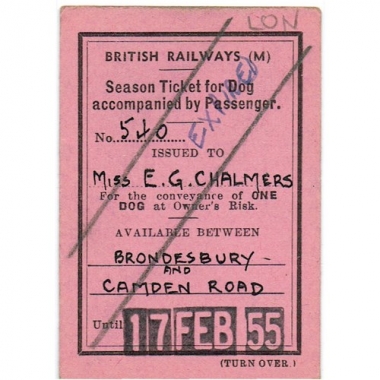 LON
BRITISH RAILWAYS (M)
Season Ticket for Dog
accompanied by Passenger.
EXPIRED
No. 540
ISSUED TO
MISS E. G. CHALMERS
For the conveyance of ONE
DOG at Owner's Risk.
AVAILABLE BETWEEN
BRONDESBURY
AND
CAMDEN ROAD
Until 17 FEB 55
(TURN OVER.)